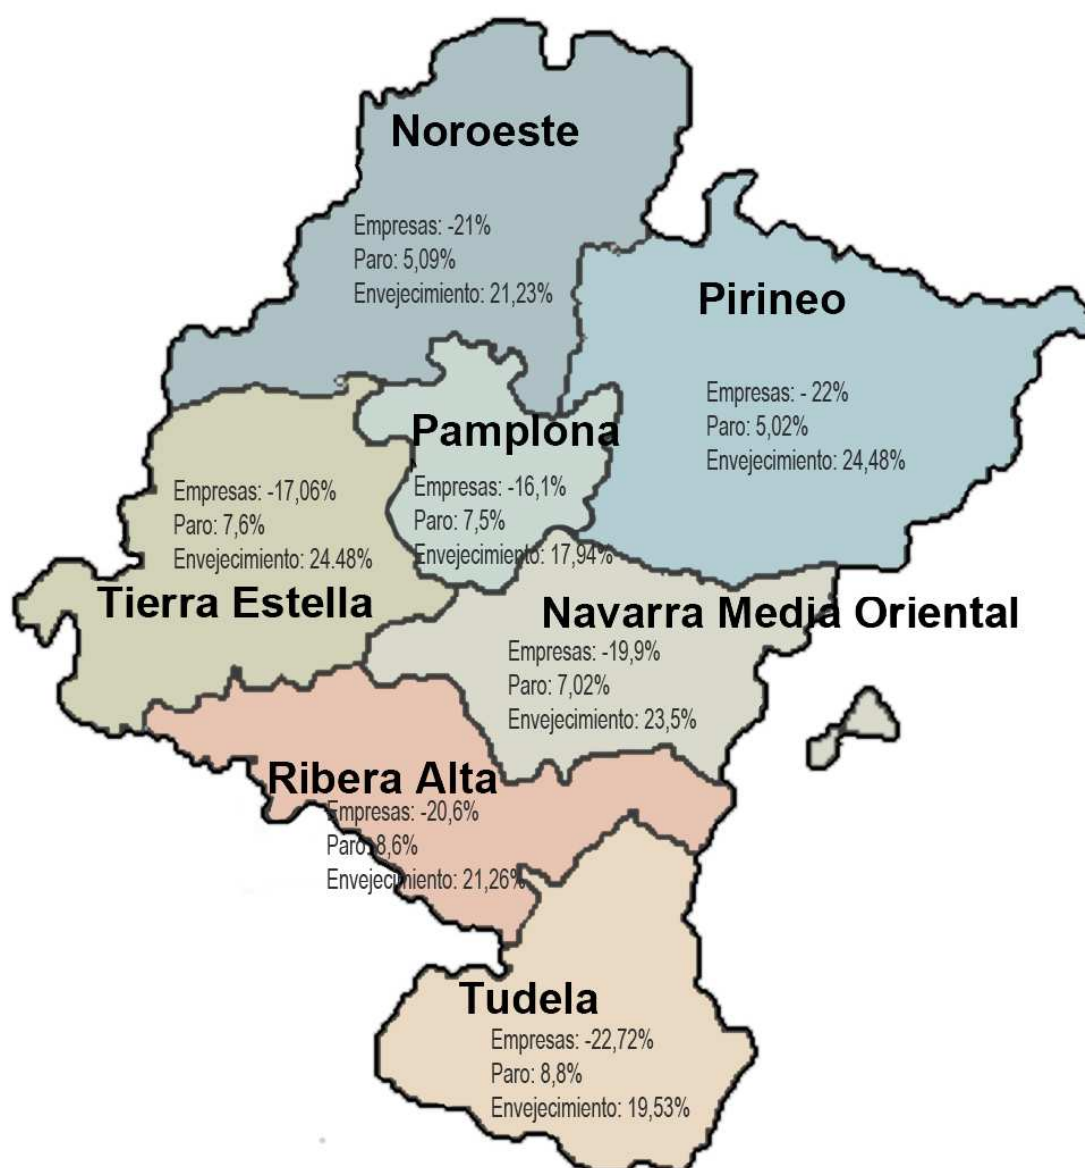 Noroeste
Empresas: -21%
Paro: 5,09%
Envejecimiento: 21,23%
Pirineo
Empresas: - 22%
Paro: 5,02%
Envejecimiento: 24,48%
Pamplona
Empresas: -16,1%
Paro: 7,5%
Envejecimiento: 17,94%
Empresas: -17,06%
Paro: 7,6%
Envejecimiento: 24.48%
Tierra Estella
Navarra Media Oriental
Empresas: -19,9%
Paro: 7,02%
Envejecimiento: 23,5%
Ribera Alta
Empresas: -20,6%
Paro: 8,6%
Envejecimiento: 21,26%
Tudela
Empresas: -22,72%
Paro: 8,8%
Envejecimiento: 19,53%